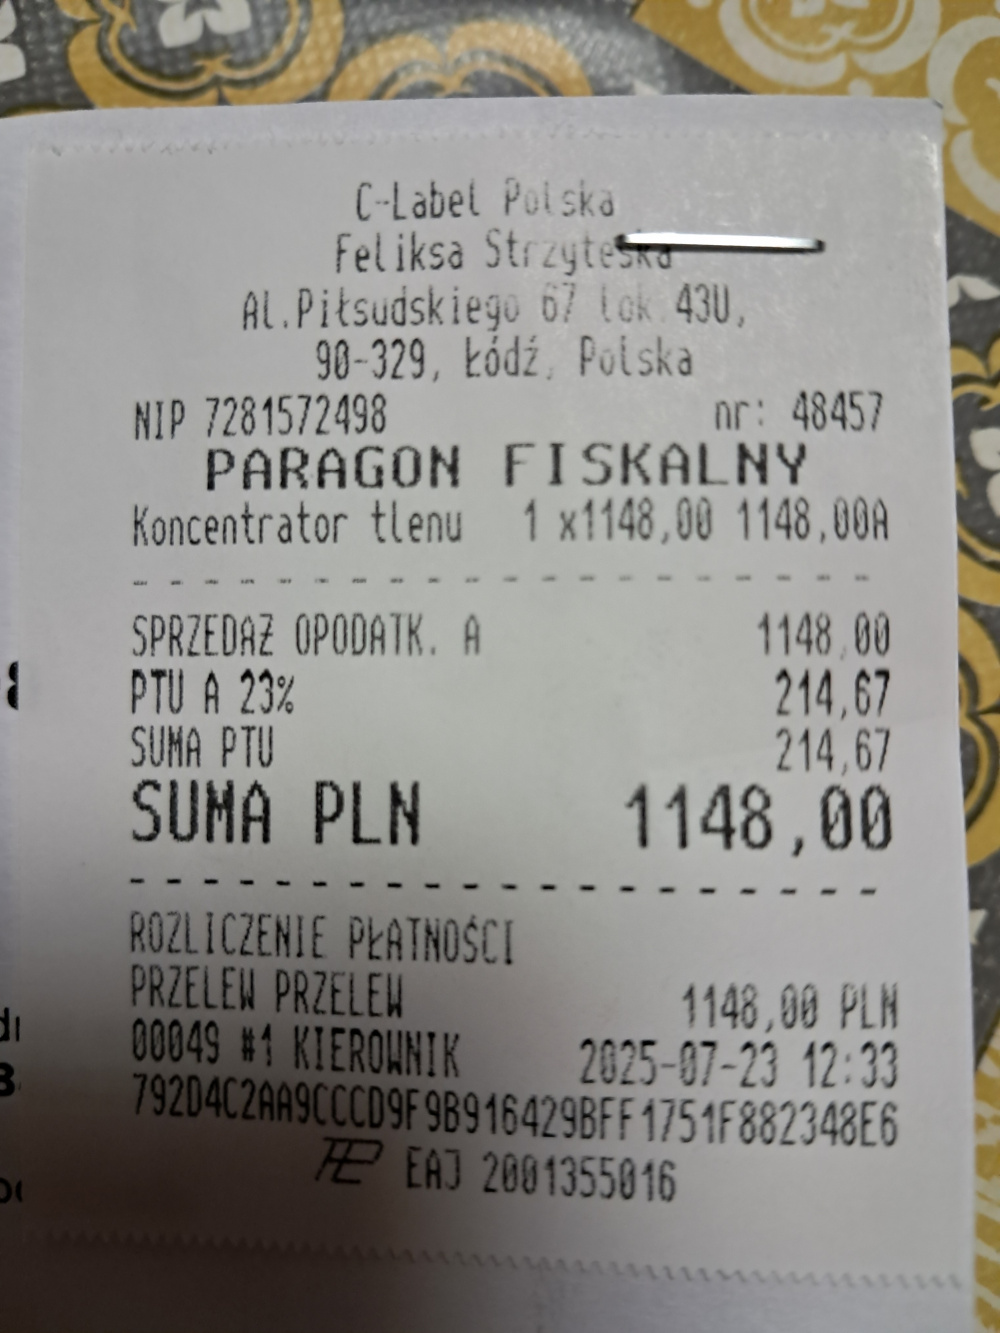 C-Label Polska
Feliksa Strzyteska
Al.Piłsudskiego 67 lok 43U,
90-329, Łódź, Polska
NIP 7281572498 nr: 48457
PARAGON FISKALNY
Koncentrator tlenu 1 x1148,00 1148,00A
SPRZEDAŻ OPODATK. A 1148,00
PTU A 23% 214,67
SUMA PTU 214,67
SUMA PLN 1148,00
ROZLICZENIE PŁATNOŚCI
PRZELEW PRZELEW 1148,00 PLN
00049 #1 KIEROWNIK 2025-07-23 12:33
792D4C2AA9CCCD9F9B916429BFF1751F882348E6
EAJ 2001355016